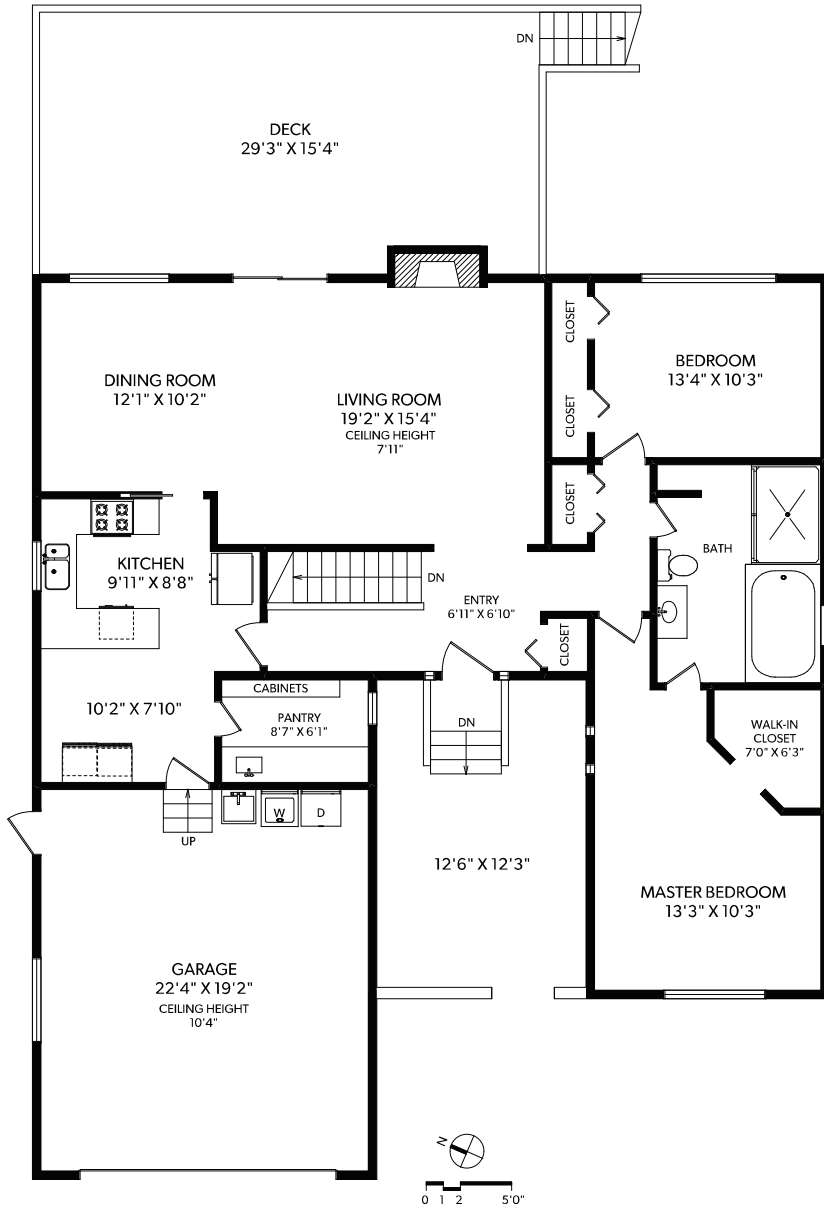 DN
DECK
29'3" X 15'4"
CLOSET
BEDROOM
13'4" X 10'3"
DINING ROOM
12'1" X 10'2"
LIVING ROOM
19'2" X 15'4"
CEILING HEIGHT
7'11"
CLOSET
CLOSET
BATH
KITCHEN
9'11" X 8'8"
DN
ENTRY
6'11" X 6'10"
CLOSET
CABINETS
PANTRY
8'7" X 6'1"
10'2" X 7'10"
DN
WALK-IN
CLOSET
7'0" X 6'3"
W
D
UP
12'6" X 12'3"
MASTER BEDROOM
13'3" X 10'3"
GARAGE
22'4" X 19'2"
CEILING HEIGHT
10'4"
N
0 1 2 5'0"